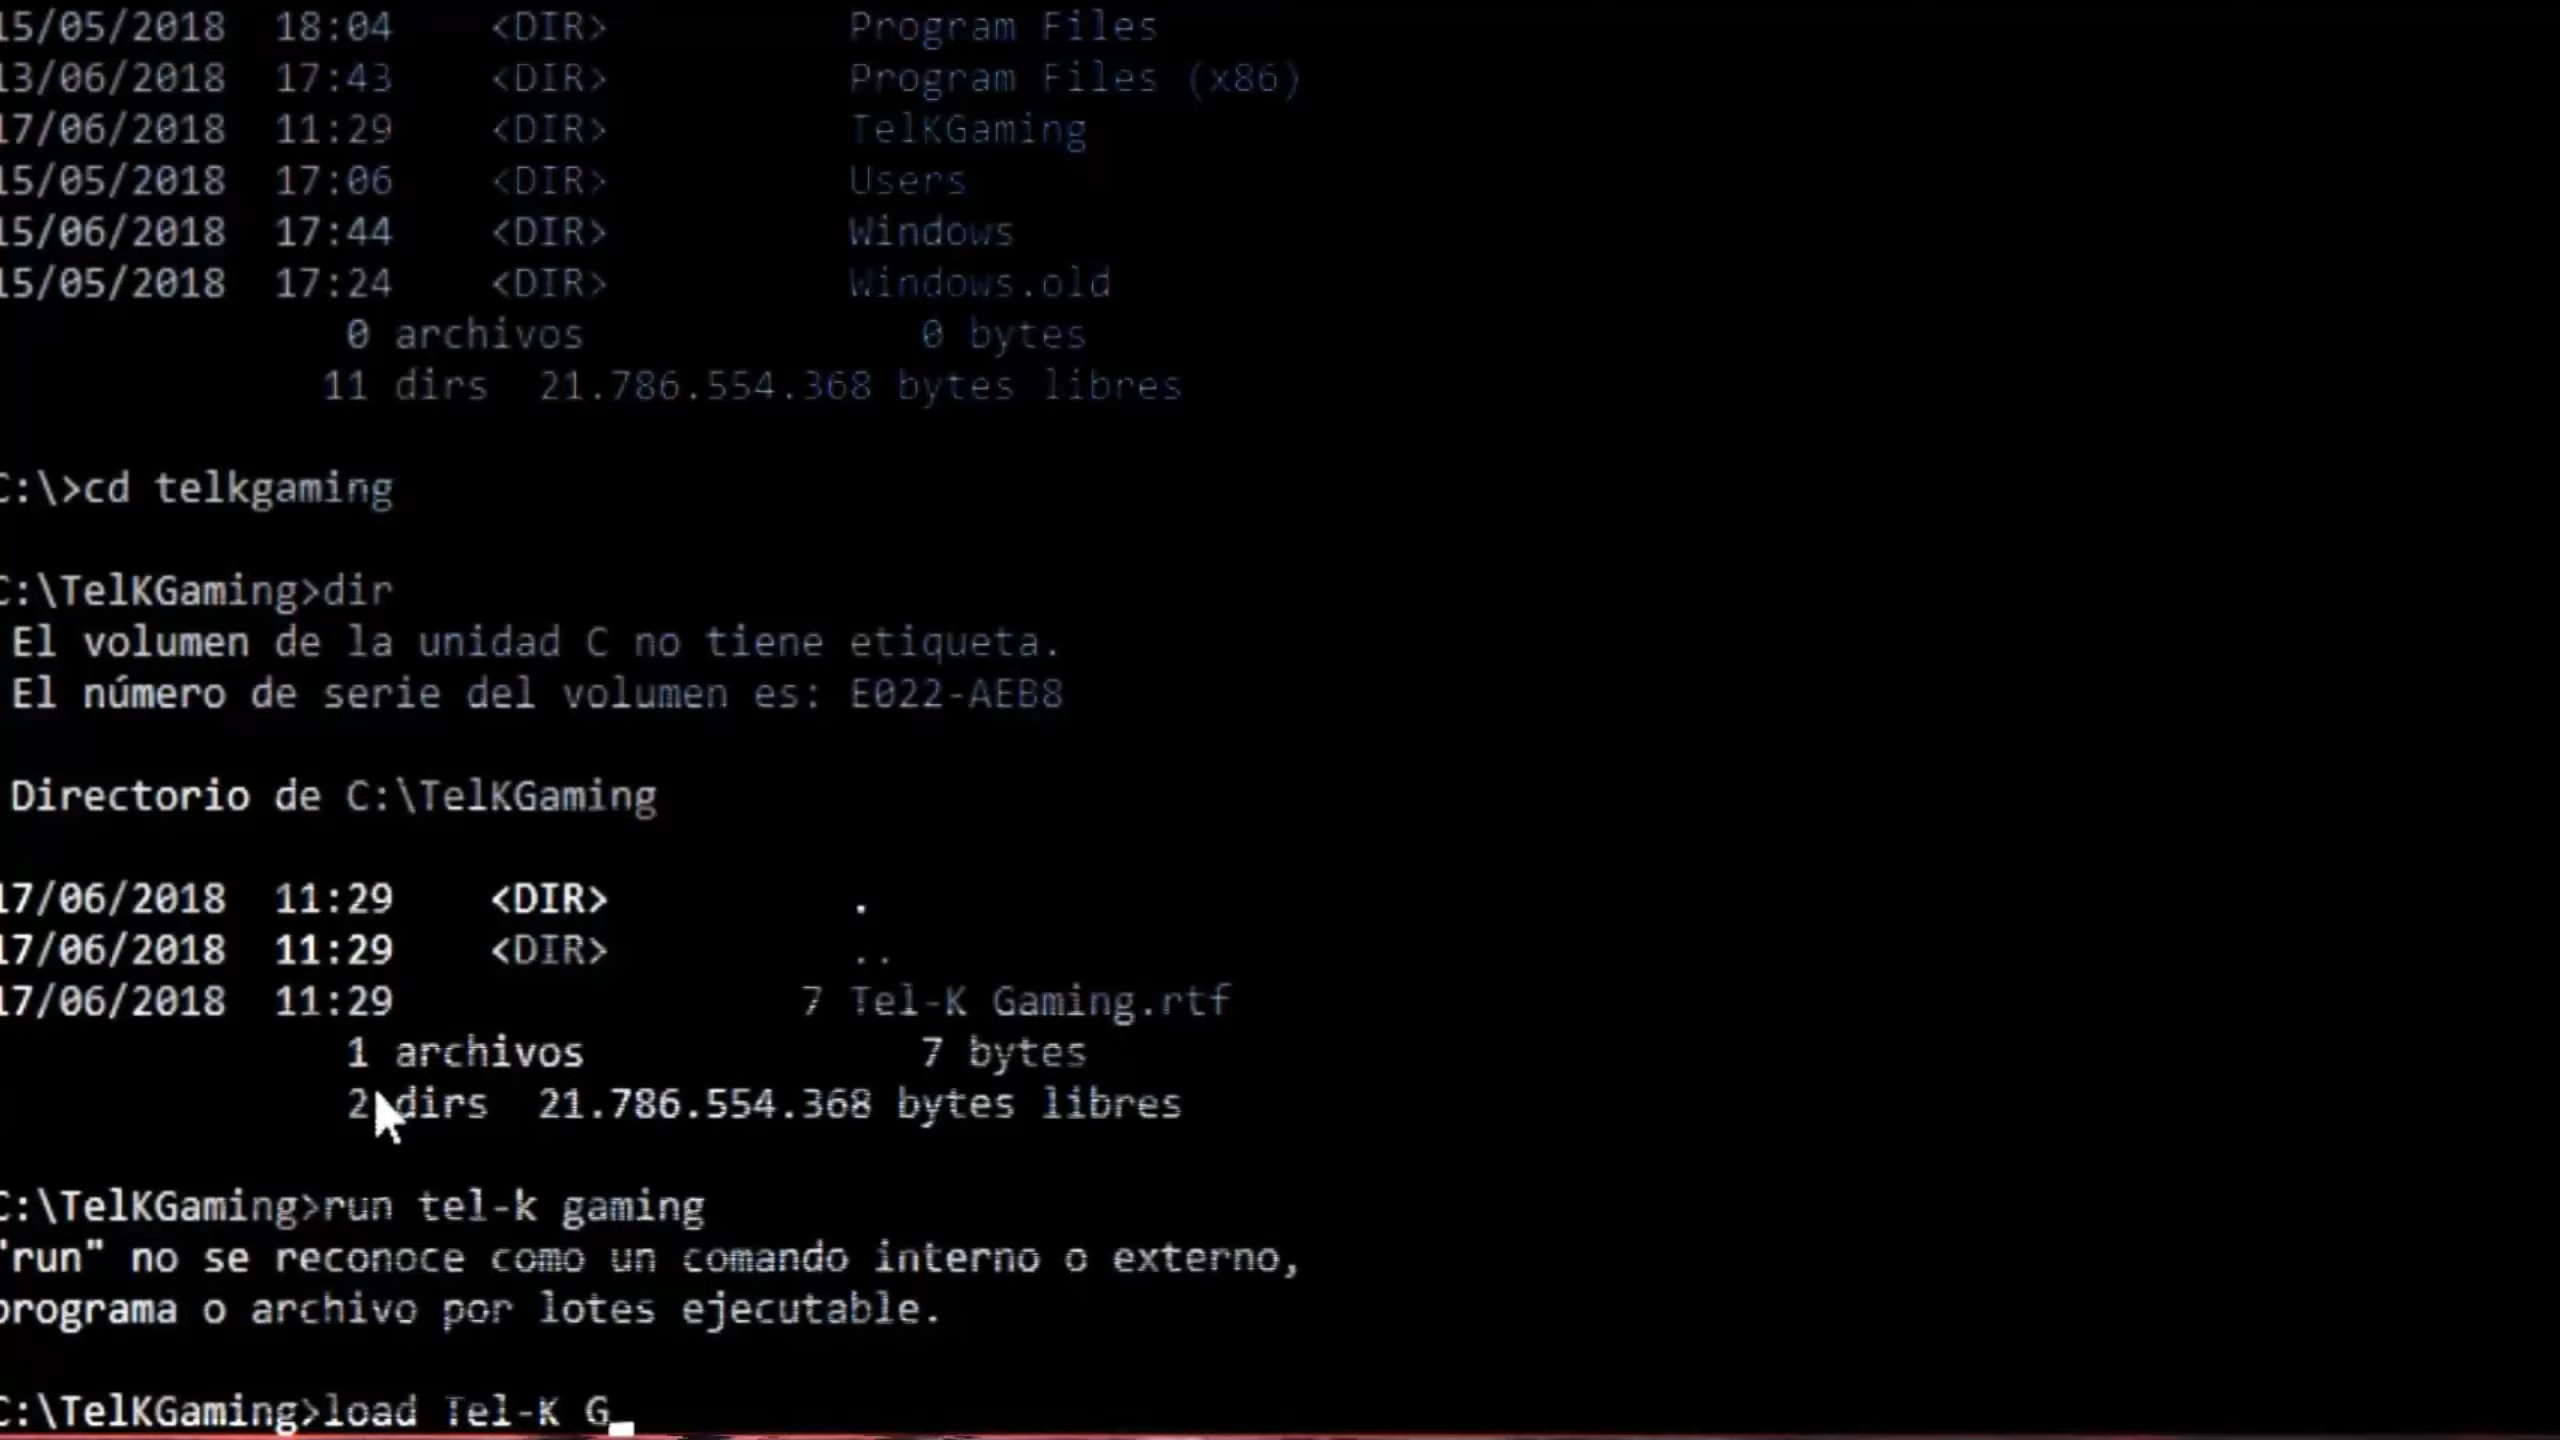 15/05/2018 18:04 <DIR> Program Files
13/06/2018 17:43 <DIR> Program Files (x86)
17/06/2018 11:29 <DIR> TelKGaming
15/05/2018 17:06 <DIR> Users
15/06/2018 17:44 <DIR> Windows
15/05/2018 17:24 <DIR> Windows.old
0 archivos 0 bytes
11 dirs 21.786.554.368 bytes libres
C:\>cd telkgaming
C:\TelKGaming>dir
El volumen de la unidad C no tiene etiqueta.
El número de serie del volumen es: E022-AEB8
Directorio de C:\TelKGaming
17/06/2018 11:29 <DIR> .
17/06/2018 11:29 <DIR> ..
17/06/2018 11:29 7 Tel-K Gaming.rtf
1 archivos 7 bytes
2 dirs 21.786.554.368 bytes libres
C:\TelKGaming>run tel-k gaming
"run" no se reconoce como un comando interno o externo,
programa o archivo por lotes ejecutable.
C:\TelKGaming>load Tel-K G